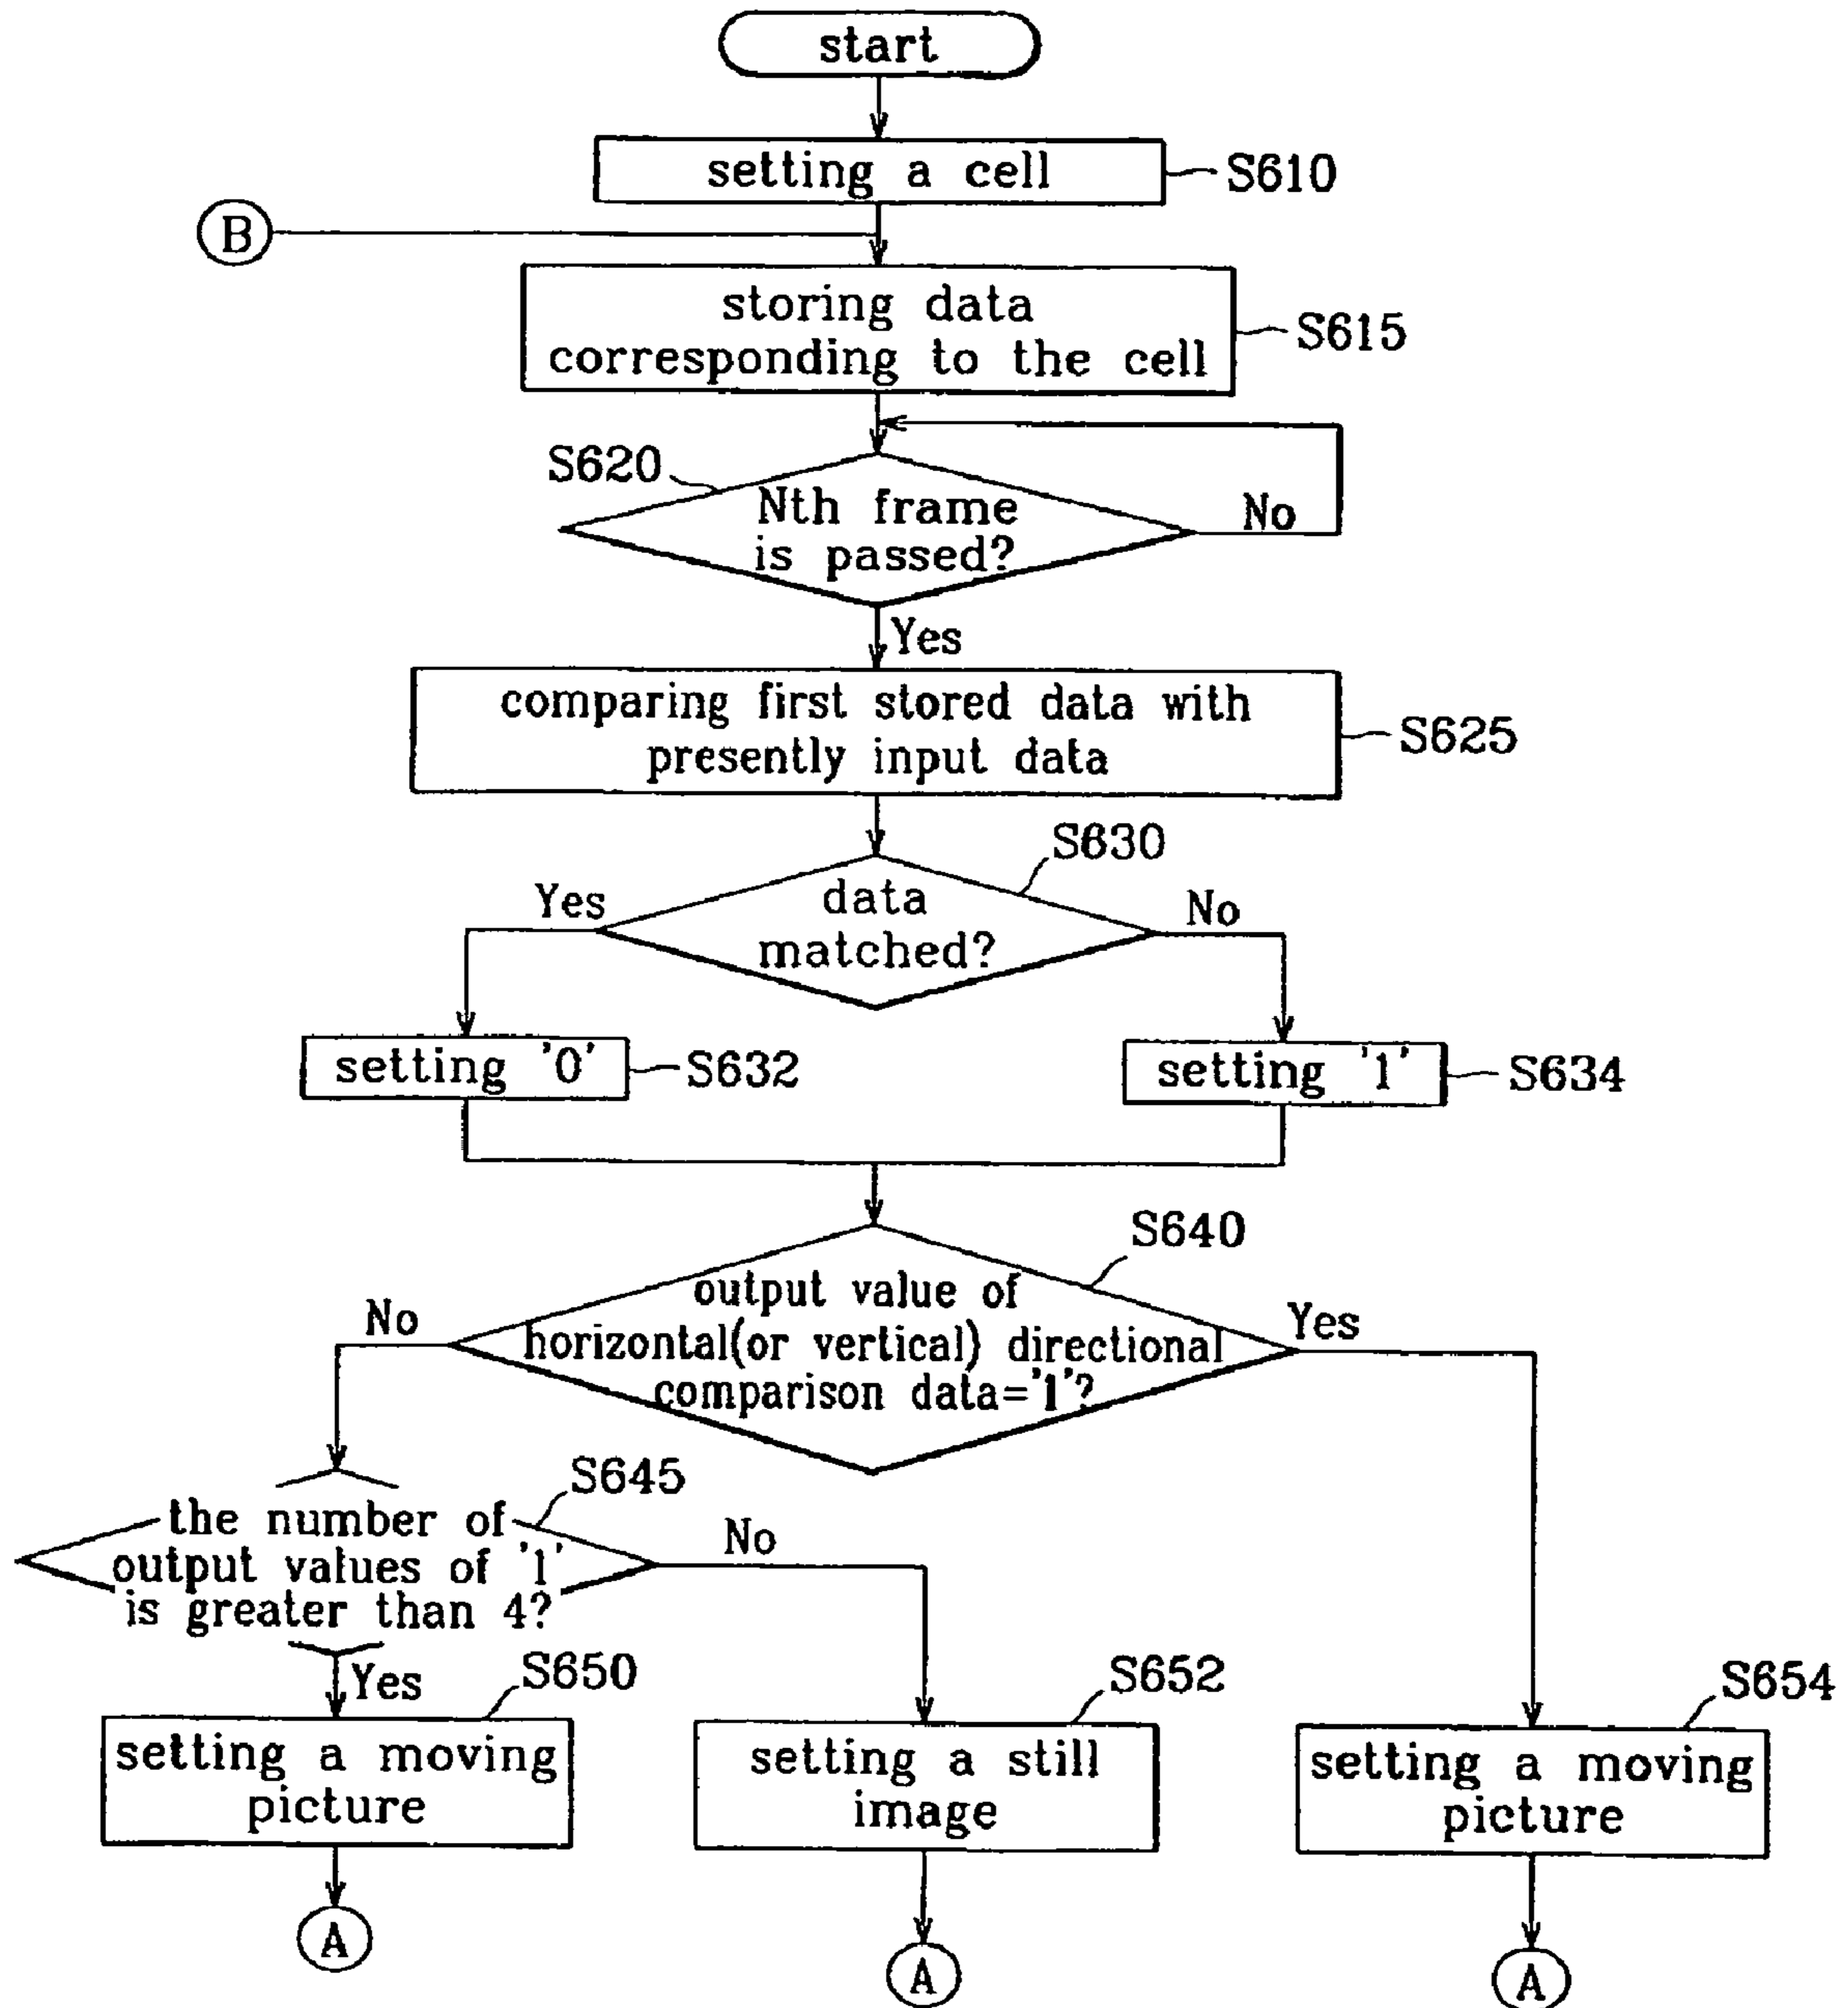 start
setting a cell
S610
B
storing data
corresponding to the cell
S615
S620
Nth frame
is passed?
No
Yes
comparing first stored data with
presently input data
S625
S630
Yes
data
matched?
No
setting '0'
S632
setting '1'
S634
S640
No
output value of
horizontal(or vertical) directional
comparison data='1'?
Yes
S645
the number of
output values of '1'
is greater than 4?
No
Yes
S650
setting a moving
picture
S652
setting a still
image
S654
setting a moving
picture
A
A
A